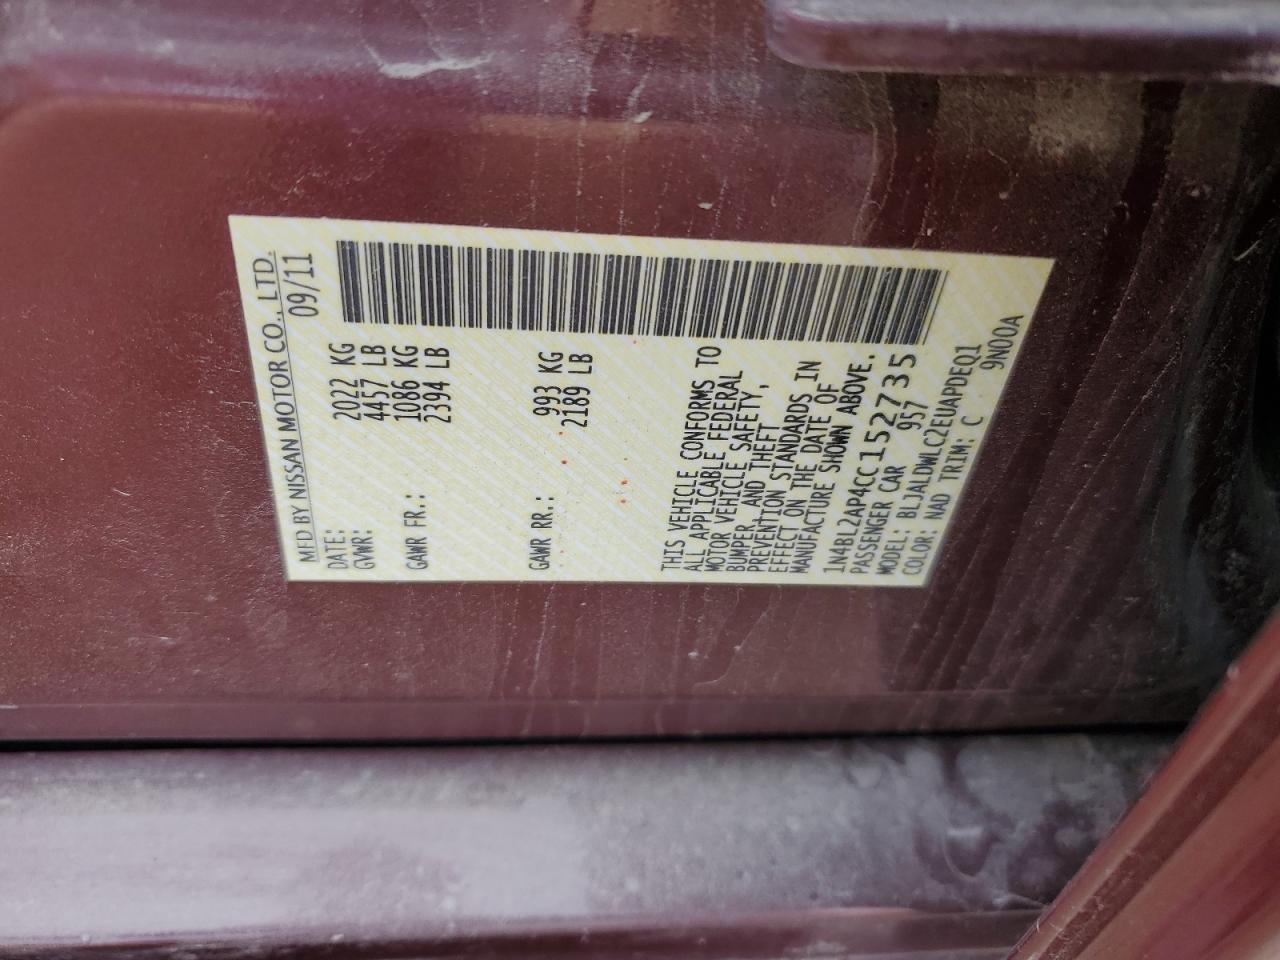 MFD BY NISSAN MOTOR CO., LTD.
DATE: 09/11
GVWR: 2022 KG
4457 LB
GAWR FR.: 1086 KG
2394 LB
GAWR RR.: 993 KG
2189 LB
THIS VEHICLE CONFORMS TO
ALL APPLICABLE FEDERAL
MOTOR VEHICLE SAFETY,
BUMPER, AND THEFT
PREVENTION STANDARDS IN
EFFECT ON THE DATE OF
MANUFACTURE SHOWN ABOVE.
1N4BL2AP4CC152735
PASSENGER CAR 957
MODEL: BLJALDWLC2EUAPDEQ1
COLOR: NAD TRIM: C 9N00A